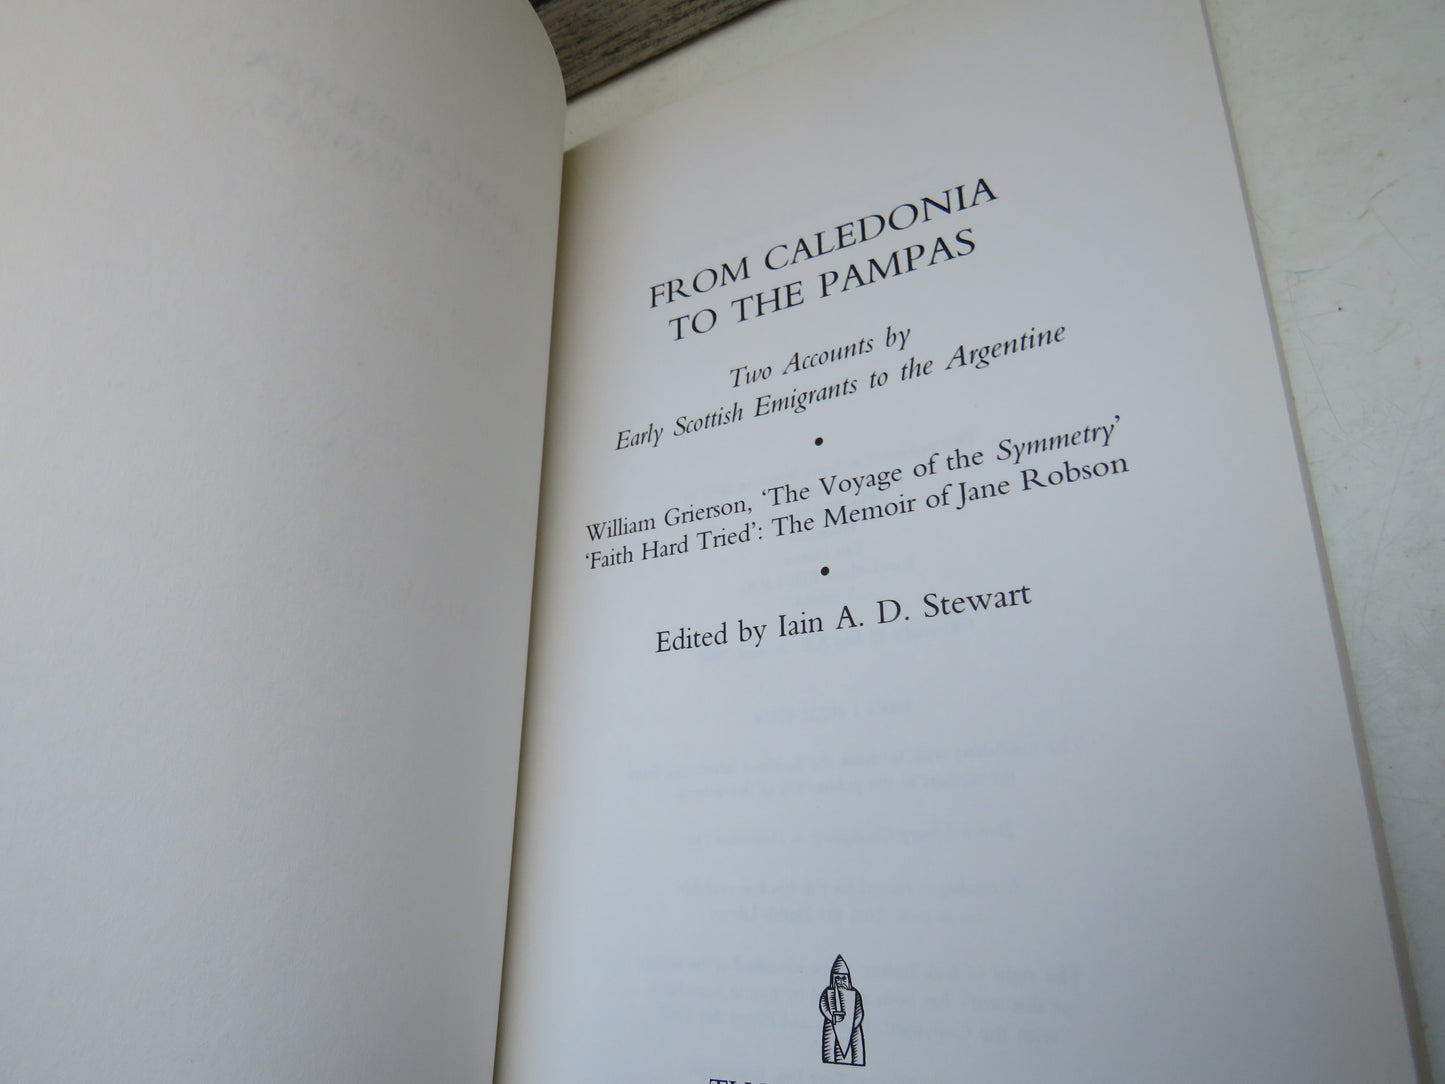 FROM CALEDONIA
TO THE PAMPAS
Two Accounts by
Early Scottish Emigrants to the Argentine
•
William Grierson, ‘The Voyage of the Symmetry’
‘Faith Hard Tried’: The Memoir of Jane Robson
•
Edited by Iain A. D. Stewart